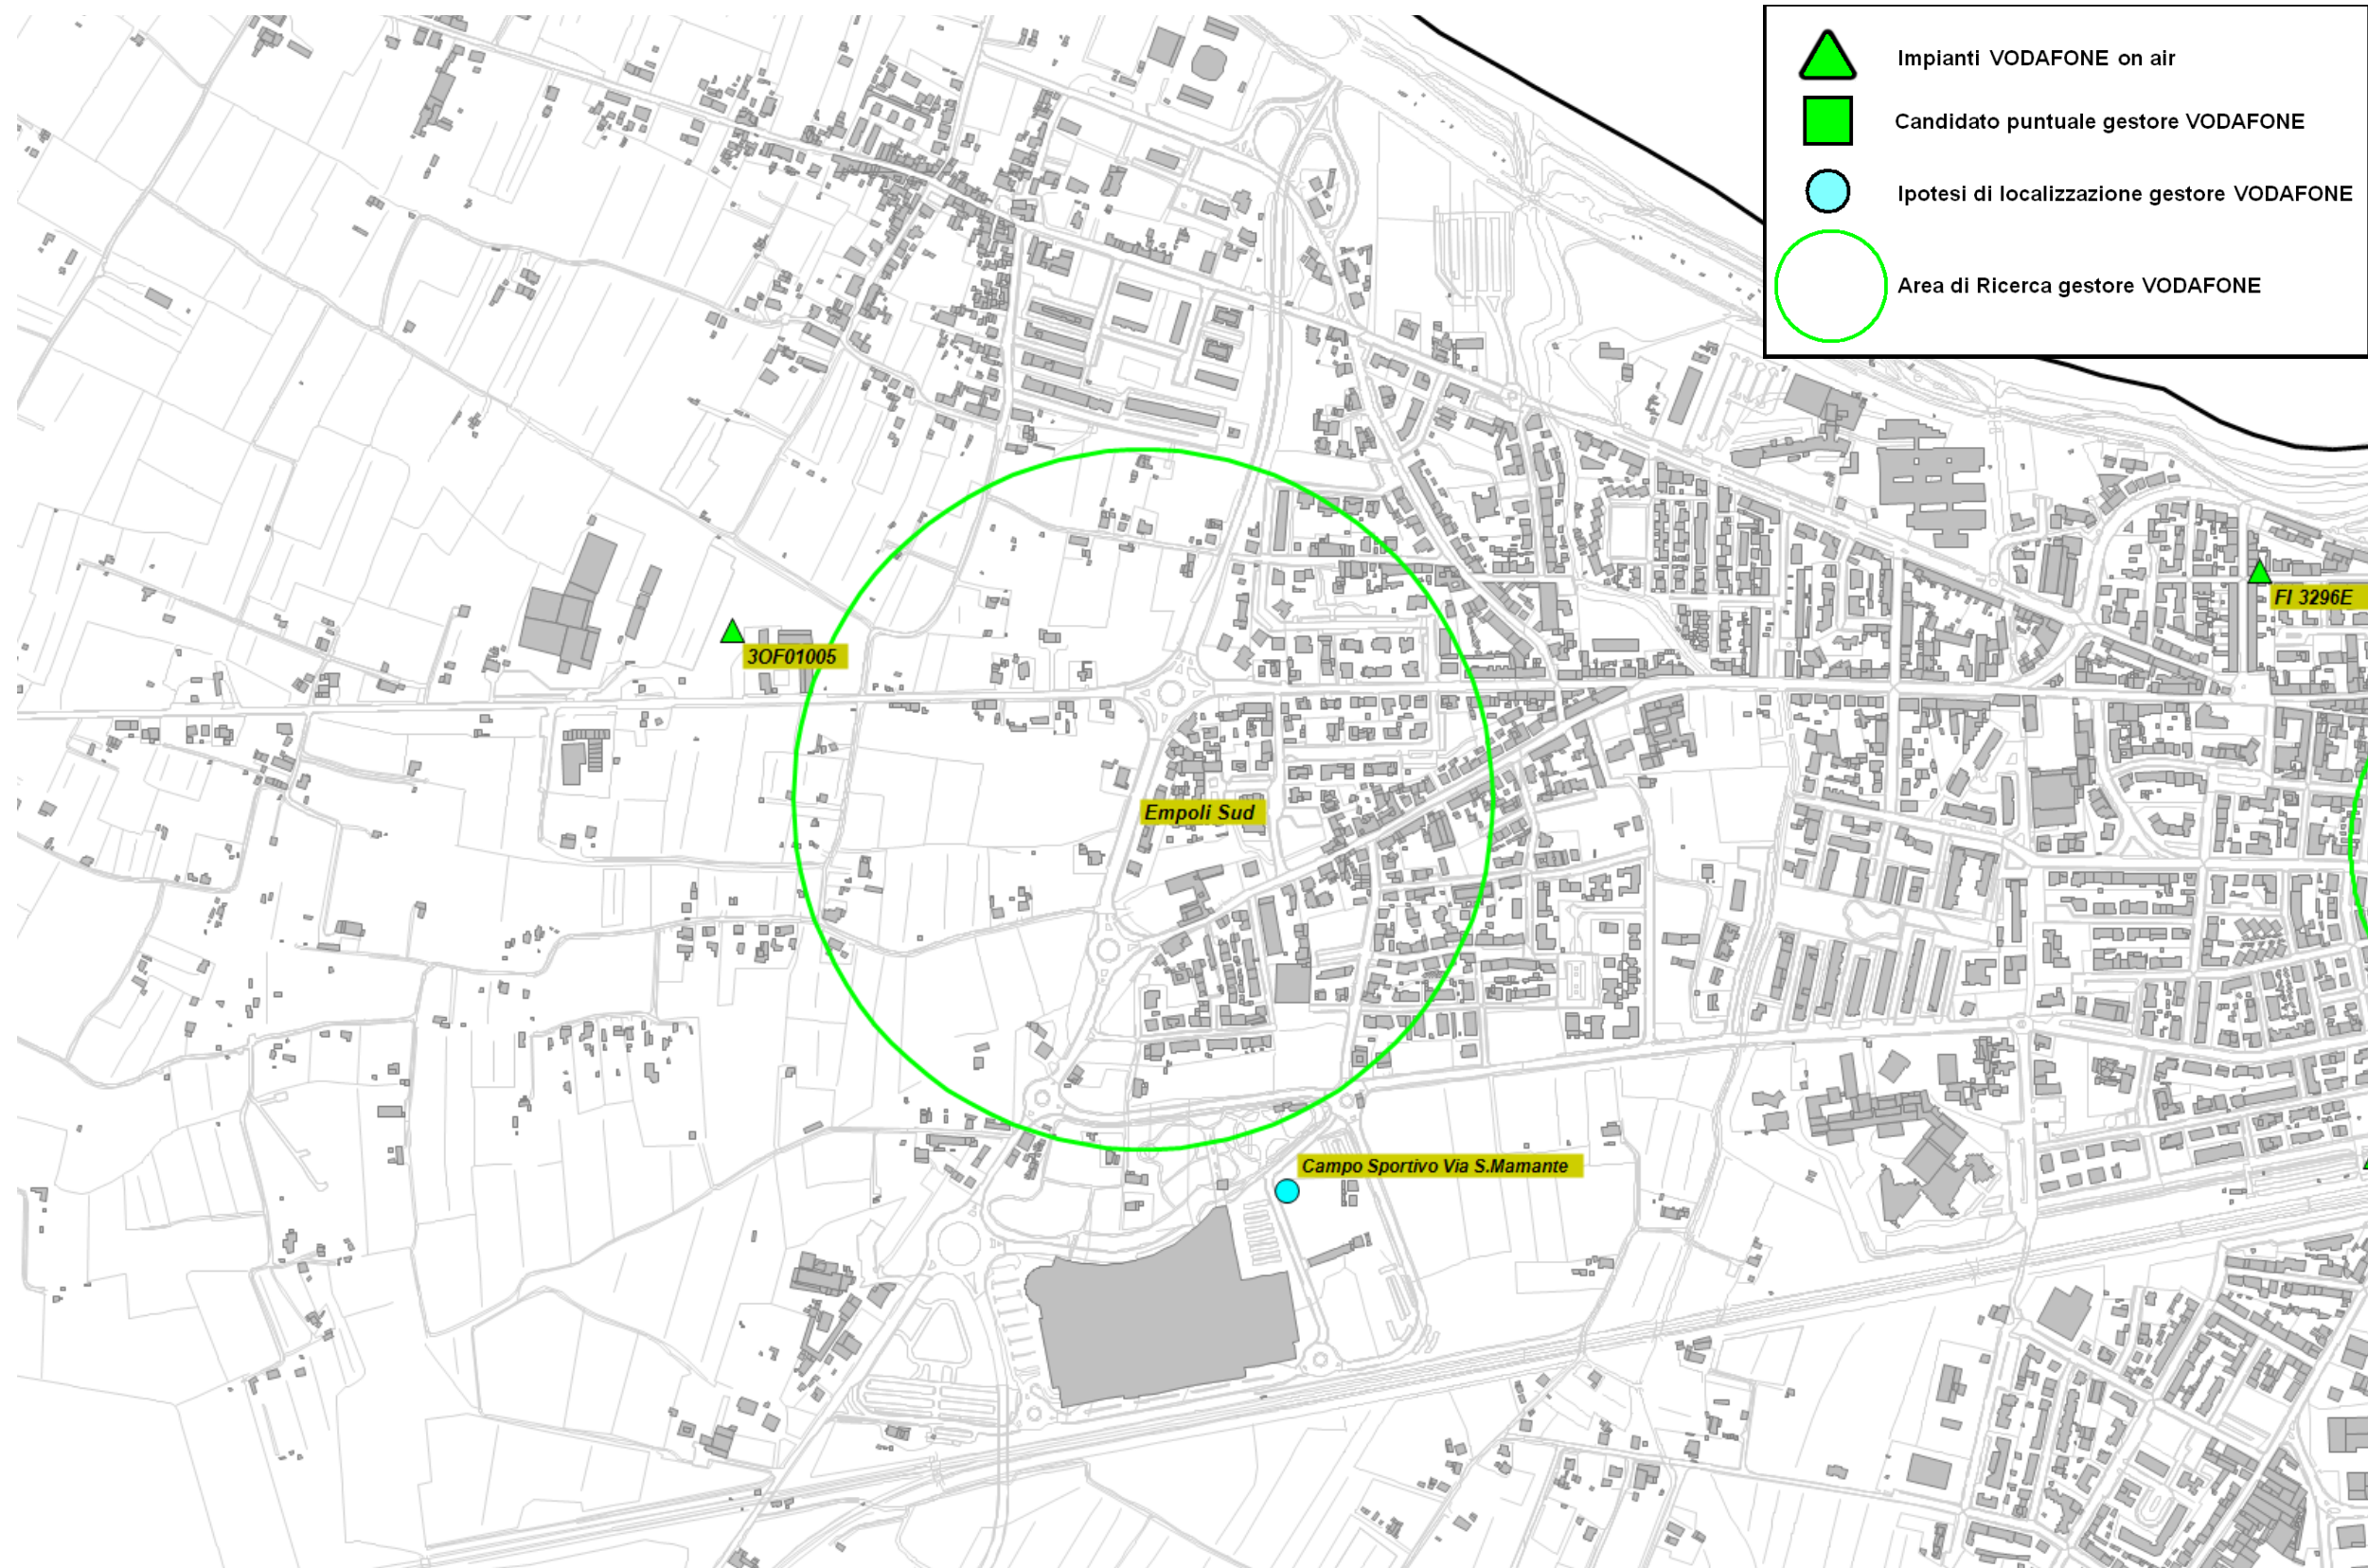 Impianti VODAFONE on air
Candidato puntuale gestore VODAFONE
Ipotesi di localizzazione gestore VODAFONE
Area di Ricerca gestore VODAFONE
FI 3296E
3OF01005
Empoli Sud
Campo Sportivo Via S.Mamante